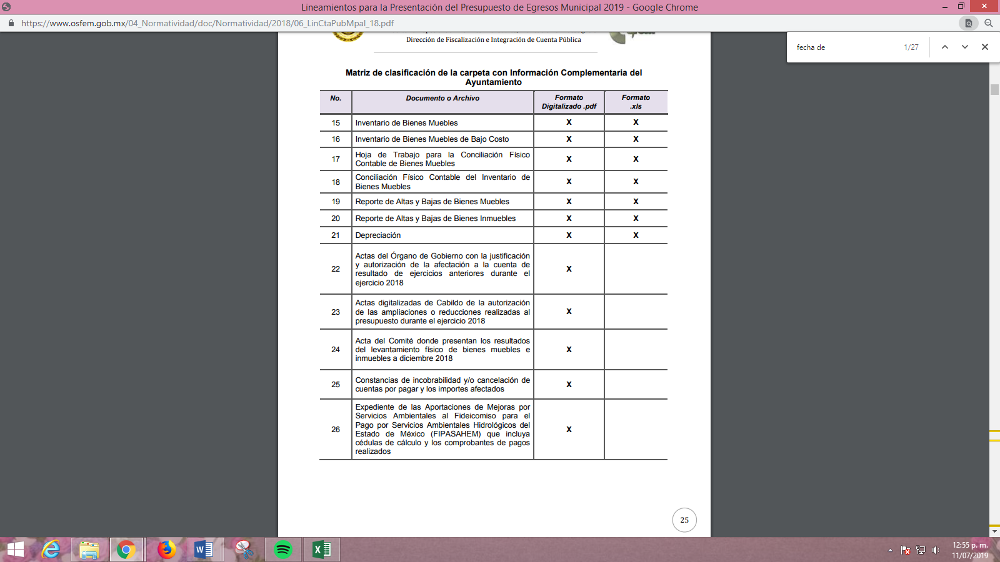 Lineamientos para la Presentación del Presupuesto de Egresos Municipal 2019 - Google Chrome
https://www.osfem.gob.mx/04_Normatividad/doc/Normatividad/2018/06_LinCtaPubMpal_18.pdf
fecha de 1/27
Dirección de Fiscalización e Integración de Cuenta Pública
Matriz de clasificación de la carpeta con Información Complementaria del
Ayuntamiento
No. Documento o Archivo Formato Digitalizado .pdf Formato .xls
15 Inventario de Bienes Muebles X X
16 Inventario de Bienes Muebles de Bajo Costo X X
17 Hoja de Trabajo para la Conciliación Físico
Contable de Bienes Muebles X X
18 Conciliación Físico Contable del Inventario de
Bienes Muebles X X
19 Reporte de Altas y Bajas de Bienes Muebles X X
20 Reporte de Altas y Bajas de Bienes Inmuebles X X
21 Depreciación X X
22 Actas del Órgano de Gobierno con la justificación
y autorización de la afectación a la cuenta de
resultado de ejercicios anteriores durante el
ejercicio 2018 X
23 Actas digitalizadas de Cabildo de la autorización
de las ampliaciones o reducciones realizadas al
presupuesto durante el ejercicio 2018 X
24 Acta del Comité donde presentan los resultados
del levantamiento físico de bienes muebles e
inmuebles a diciembre 2018 X
25 Constancias de incobrabilidad y/o cancelación de
cuentas por pagar y los importes afectados X
26 Expediente de las Aportaciones de Mejoras por
Servicios Ambientales al Fideicomiso para el
Pago por Servicios Ambientales Hidrológicos del
Estado de México (FIPASAHEM) que incluya
cédulas de cálculo y los comprobantes de pagos
realizados X
25
12:55 p. m.
11/07/2019